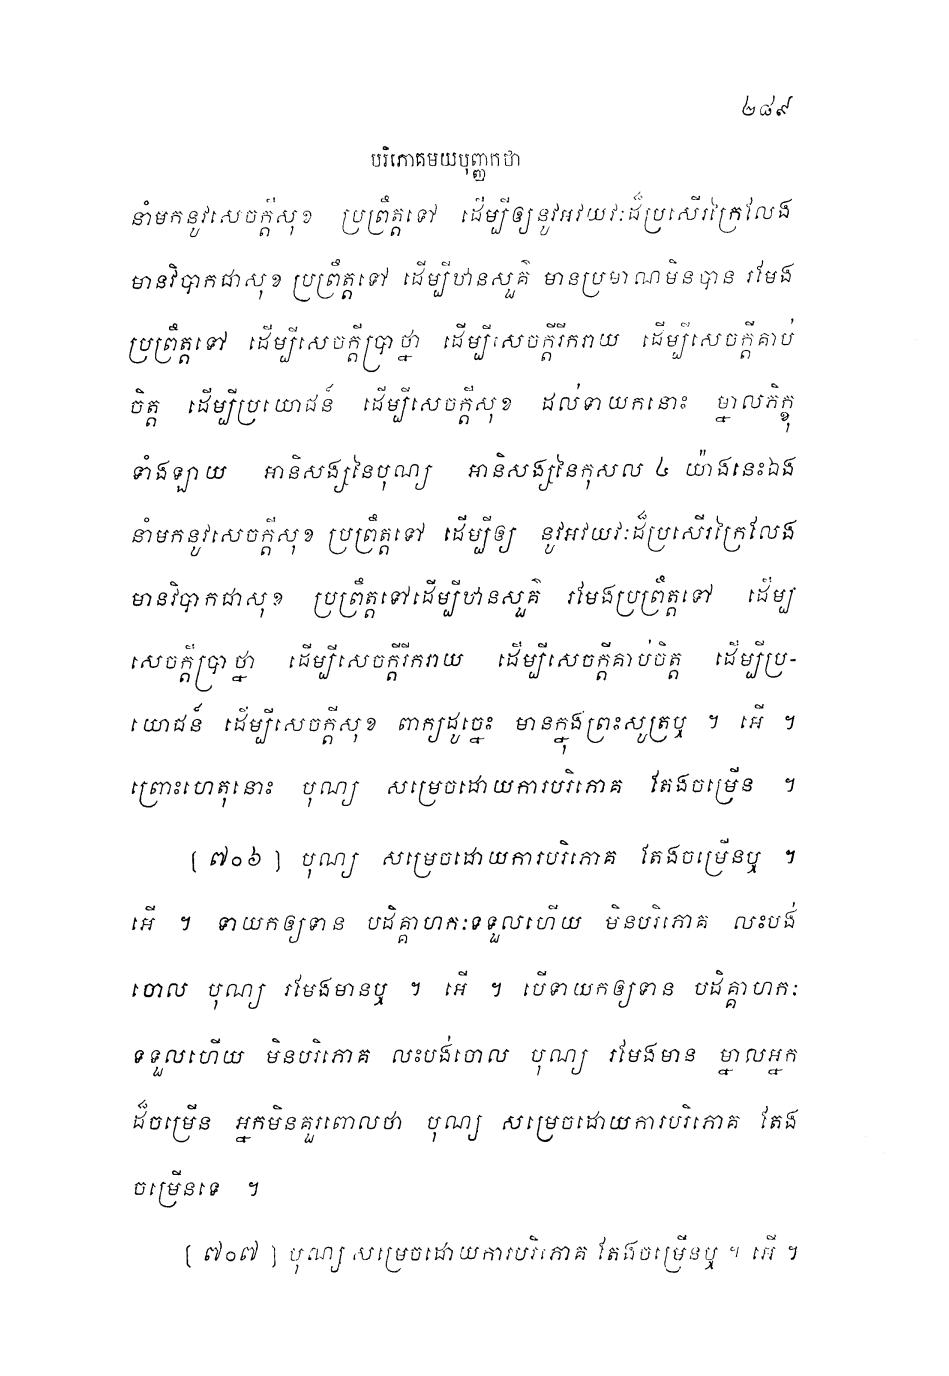 ២៨៩
បរិភោគមយបុញ្ញកថា
នាំមកនូវសេចក្តីសុខ ប្រព្រឹត្តទៅ ដើម្បីឲ្យនូវអវយវៈដ៏ប្រសើរក្រៃលែង
មានវិបាកជាសុខ ប្រព្រឹត្តទៅ ដើម្បីឋានសួគ៌ មានប្រមាណមិនបាន រមែង
ប្រព្រឹត្តទៅ ដើម្បីសេចក្តីប្រាថ្នា ដើម្បីសេចក្តីរីករាយ ដើម្បីសេចក្តីគាប់
ចិត្ត ដើម្បីប្រយោជន៍ ដើម្បីសេចក្តីសុខ ដល់ទាយកនោះ ម្នាលភិក្ខុ
ទាំងឡាយ អានិសង្សនៃបុណ្យ អានិសង្សនៃកុសល ៤ យ៉ាងនេះឯង
នាំមកនូវសេចក្តីសុខ ប្រព្រឹត្តទៅ ដើម្បីឲ្យ នូវអវយវៈដ៏ប្រសើរក្រៃលែង
មានវិបាកជាសុខ ប្រព្រឹត្តទៅដើម្បីឋានសួគ៌ រមែងប្រព្រឹត្តទៅ ដើម្បី
សេចក្តីប្រាថ្នា ដើម្បីសេចក្តីរីករាយ ដើម្បីសេចក្តីគាប់ចិត្ត ដើម្បីប្រ-
យោជន៍ ដើម្បីសេចក្តីសុខ ពាក្យដូច្នេះ មានក្នុងព្រះសូត្រឬ ។ អើ ។
ព្រោះហេតុនោះ បុណ្យ សម្រេចដោយការបរិភោគ តែងចម្រើន ។
[ ៧០៦ ] បុណ្យ សម្រេចដោយការបរិភោគ តែងចម្រើនឬ ។
អើ ។ ទាយកឲ្យទាន បដិគ្គាហកៈទទួលហើយ មិនបរិភោគ លះបង់
ចោល បុណ្យ រមែងមានឬ ។ អើ ។ បើទាយកឲ្យទាន បដិគ្គាហកៈ
ទទួលហើយ មិនបរិភោគ លះបង់ចោល បុណ្យ រមែងមាន ម្នាលអ្នក
ដ៏ចម្រើន អ្នកមិនគួរពោលថា បុណ្យ សម្រេចដោយការបរិភោគ តែង
ចម្រើនទេ ។
[ ៧០៧ ] បុណ្យ សម្រេចដោយការបរិភោគ តែងចម្រើនឬ ។ អើ ។